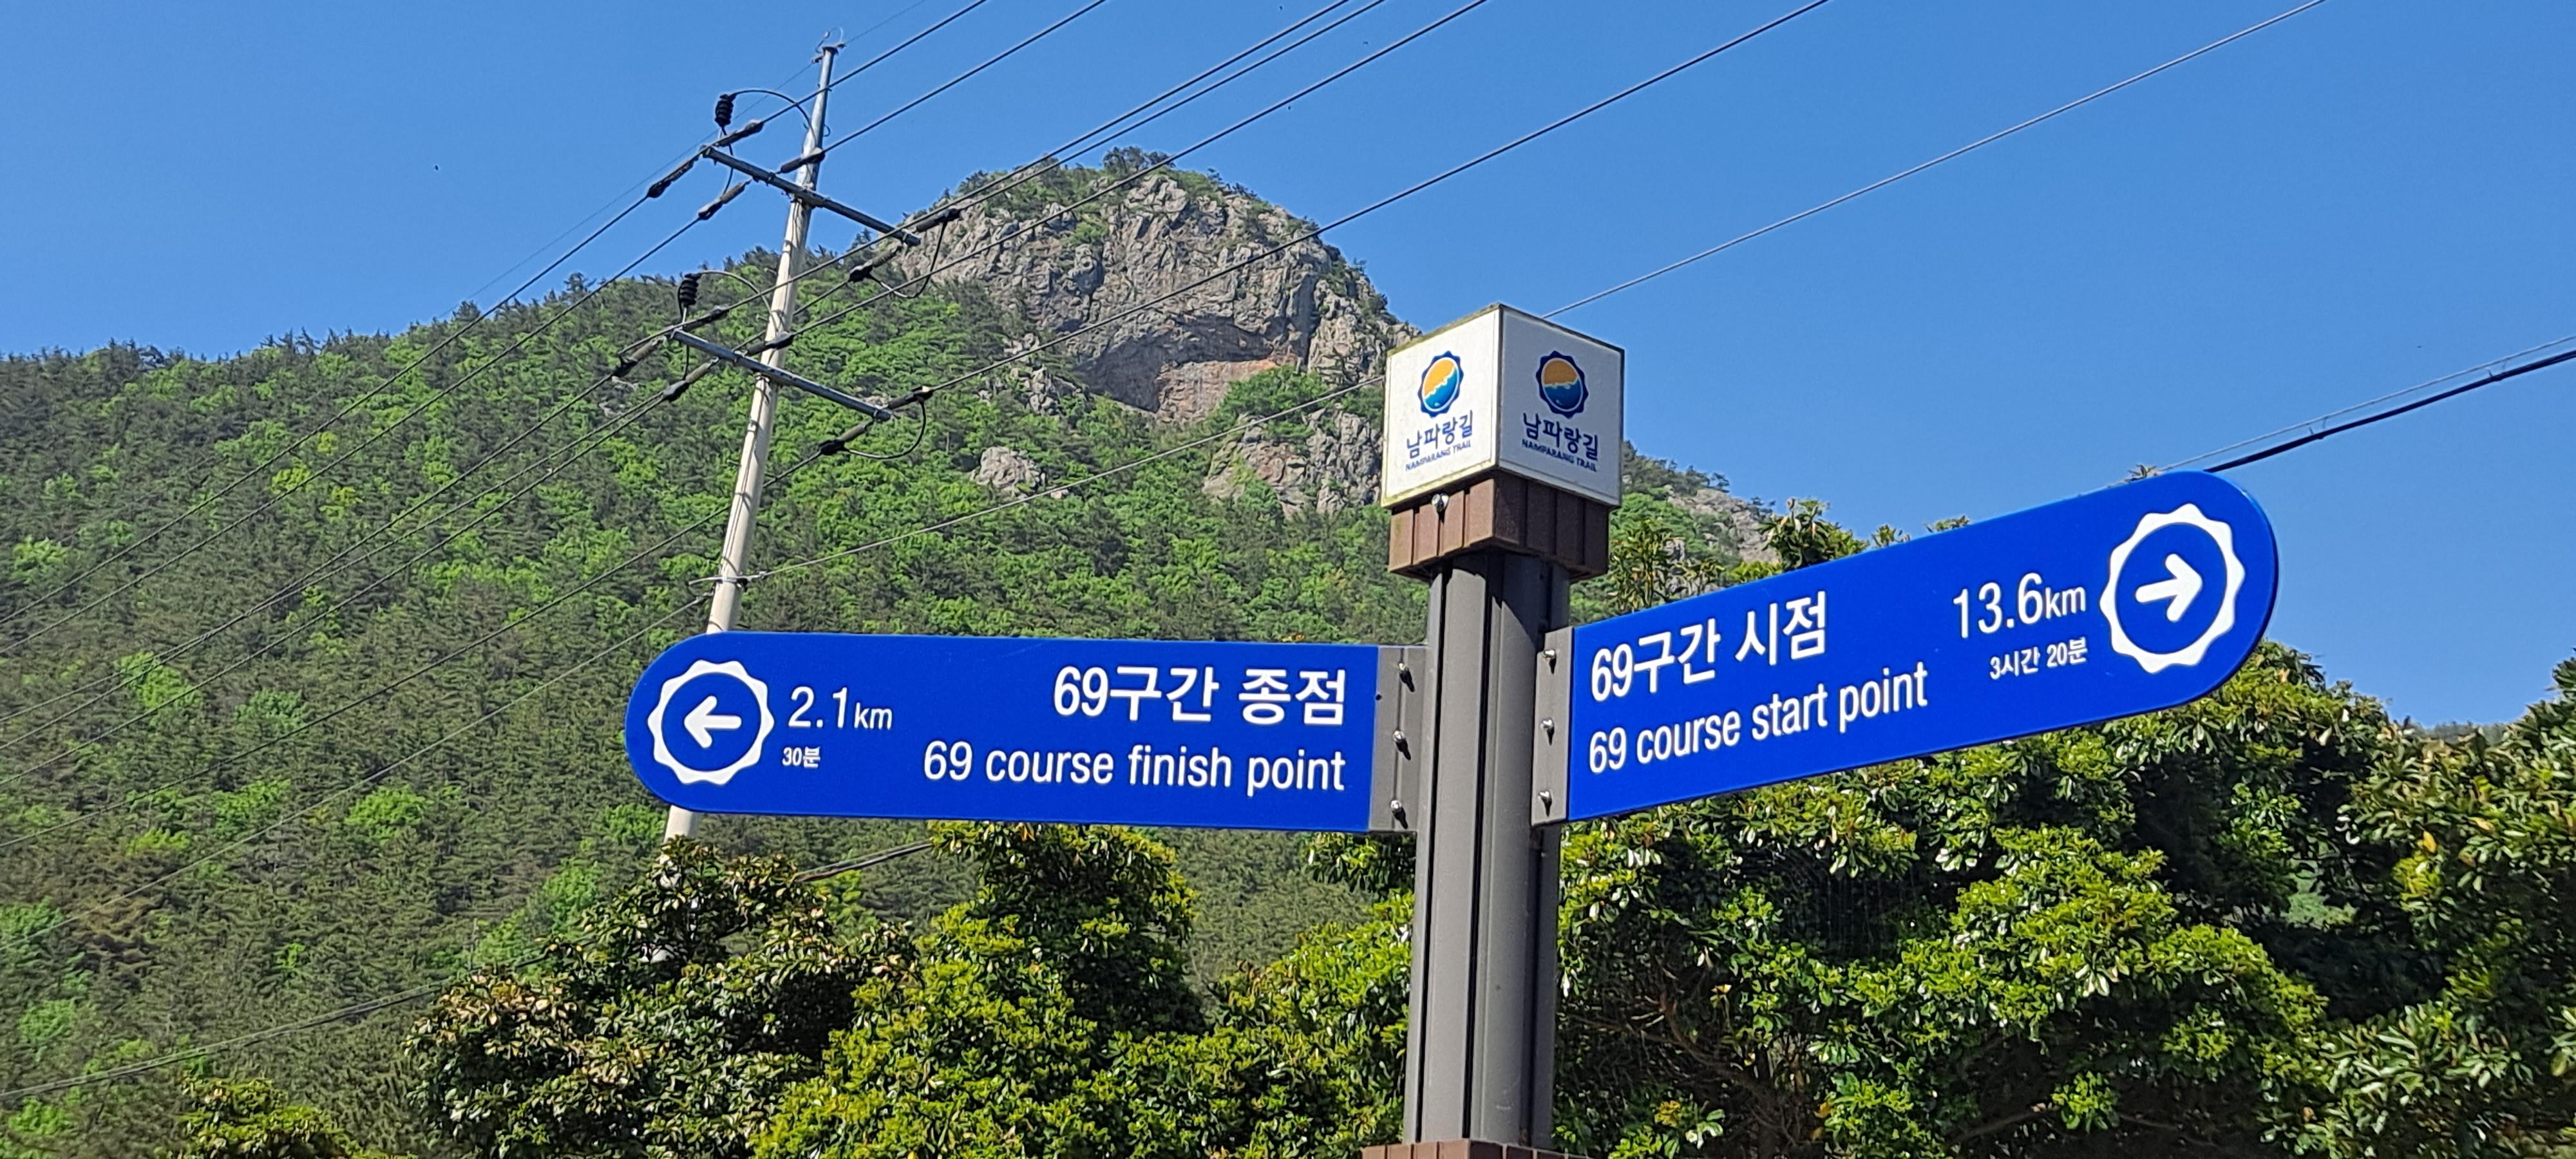 남파랑길
NAMPARANG TRAIL
남파랑길
NAMPARANG TRAIL
2.1km
30분
69구간 종점
69 course finish point
69구간 시점
69 course start point
13.6km
3시간 20분